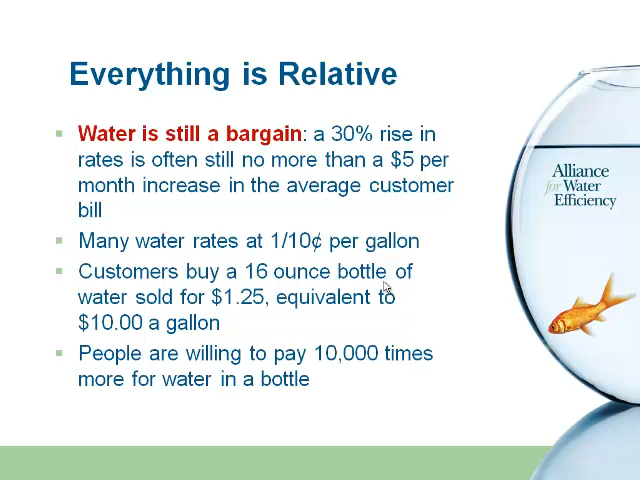 Everything is Relative
Water is still a bargain: a 30% rise in
rates is often still no more than a $5 per
month increase in the average customer
bill
Many water rates at 1/10¢ per gallon
Customers buy a 16 ounce bottle of
water sold for $1.25, equivalent to
$10.00 a gallon
People are willing to pay 10,000 times
more for water in a bottle
Alliance
for Water
Efficiency